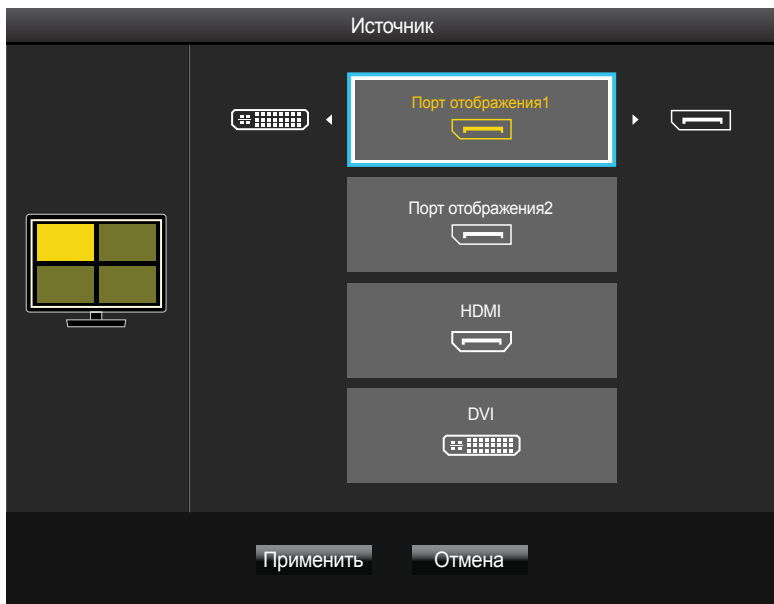 Источник
Порт отображения1
Порт отображения2
HDMI
DVI
Применить
Отмена